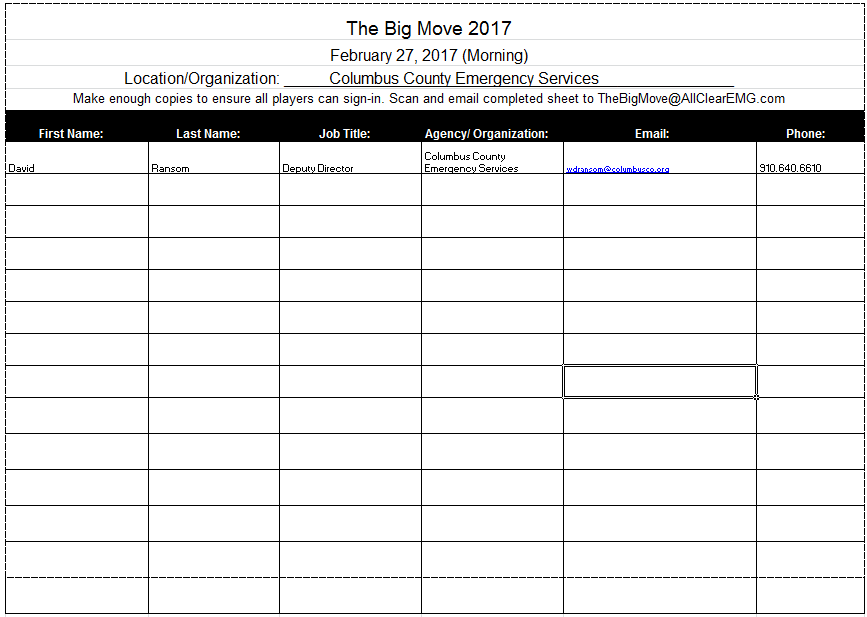 The Big Move 2017
February 27, 2017 (Morning)
Location/Organization: ______Columbus County Emergency Services________________
Make enough copies to ensure all players can sign-in. Scan and email completed sheet to TheBigMove@AllClearEMG.com
First Name: Last Name: Job Title: Agency/ Organization: Email: Phone:
David Ransom Deputy Director Columbus County Emergency Services wdransom@columbusco.org 910.640.6610